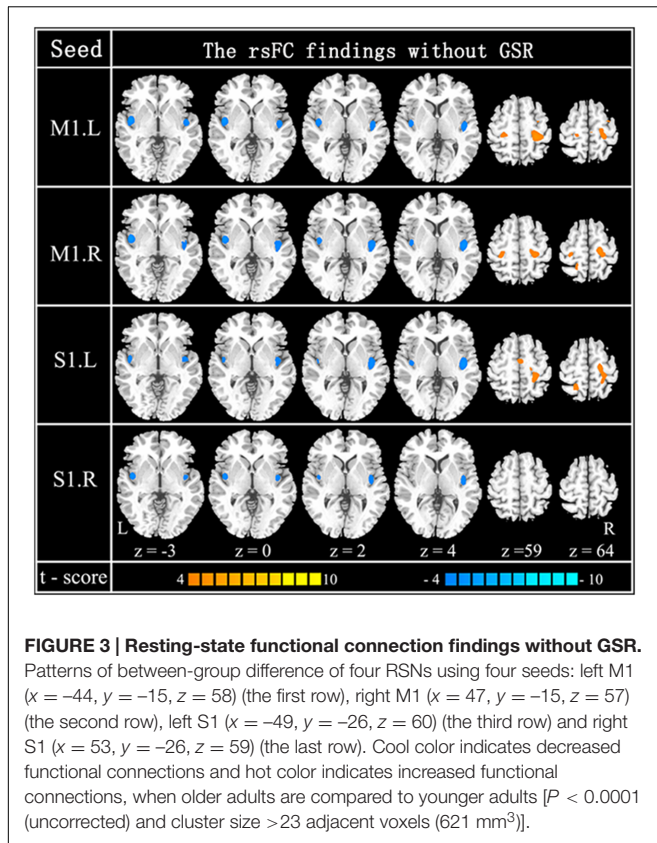 Seed The rsFC findings without GSR
M1.L
M1.R
S1.L
S1.R
L R
z = -3 z = 0 z = 2 z = 4 z =59 z = 64
t - score 4 10 - 4 - 10
FIGURE 3 | Resting-state functional connection findings without GSR.
Patterns of between-group difference of four RSNs using four seeds: left M1
(x = –44, y = –15, z = 58) (the first row), right M1 (x = 47, y = –15, z = 57)
(the second row), left S1 (x = –49, y = –26, z = 60) (the third row) and right
S1 (x = 53, y = –26, z = 59) (the last row). Cool color indicates decreased
functional connections and hot color indicates increased functional
connections, when older adults are compared to younger adults [P < 0.0001
(uncorrected) and cluster size >23 adjacent voxels (621 mm³)].